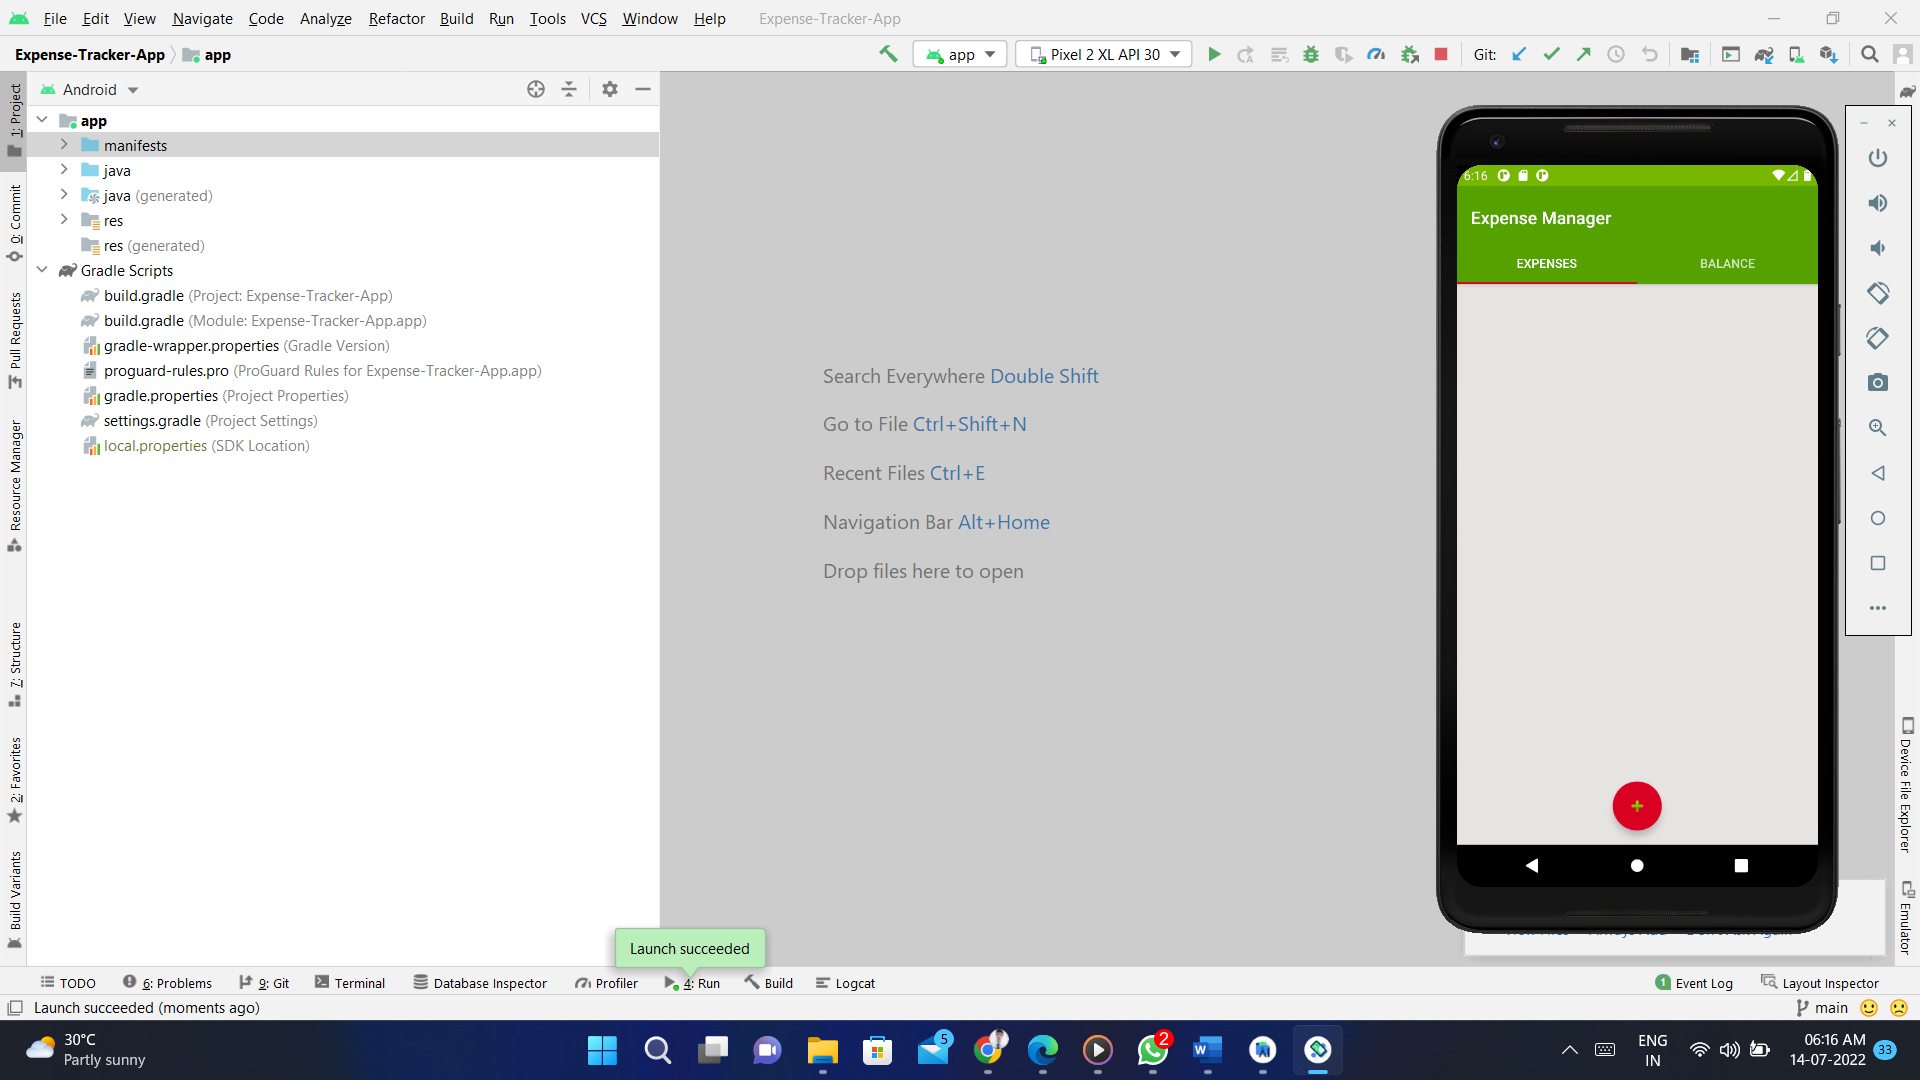 File Edit View Navigate Code Analyze Refactor Build Run Tools VCS Window Help Expense-Tracker-App
Expense-Tracker-App app
app
Pixel 2 XL API 30
Git:
Android
1: Project
0: Commit
Pull Requests
Resource Manager
7: Structure
2: Favorites
Build Variants
app
manifests
java
java (generated)
res
res (generated)
Gradle Scripts
build.gradle (Project: Expense-Tracker-App)
build.gradle (Module: Expense-Tracker-App.app)
gradle-wrapper.properties (Gradle Version)
proguard-rules.pro (ProGuard Rules for Expense-Tracker-App.app)
gradle.properties (Project Properties)
settings.gradle (Project Settings)
local.properties (SDK Location)
Search Everywhere Double Shift
Go to File Ctrl+Shift+N
Recent Files Ctrl+E
Navigation Bar Alt+Home
Drop files here to open
6:16
Expense Manager
EXPENSES BALANCE
Device File Explorer
Emulator
Launch succeeded
TODO 6: Problems 9: Git Terminal Database Inspector Profiler 4: Run Build Logcat 1 Event Log Layout Inspector
Launch succeeded (moments ago) main
30°C
Partly sunny
5
2
ENG
IN
06:16 AM
14-07-2022
33